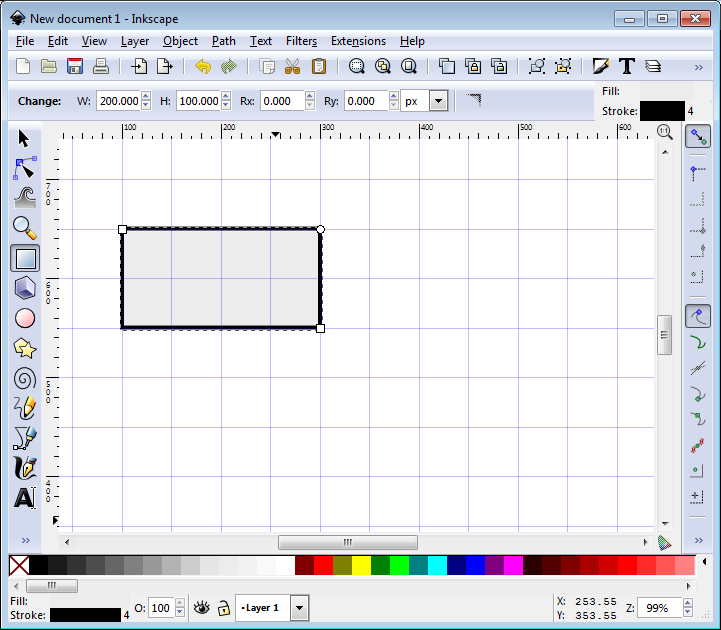 New document 1 - Inkscape
File Edit View Layer Object Path Text Filters Extensions Help
Change: W: 200.000 H: 100.000 Rx: 0.000 Ry: 0.000 px
Fill:
Stroke: 4
100 200 300 400 500 600
1:1
700
600
500
400
A
Fill:
Stroke: 4
O: 100
•Layer 1
X: 253.55
Y: 353.55
Z: 99%